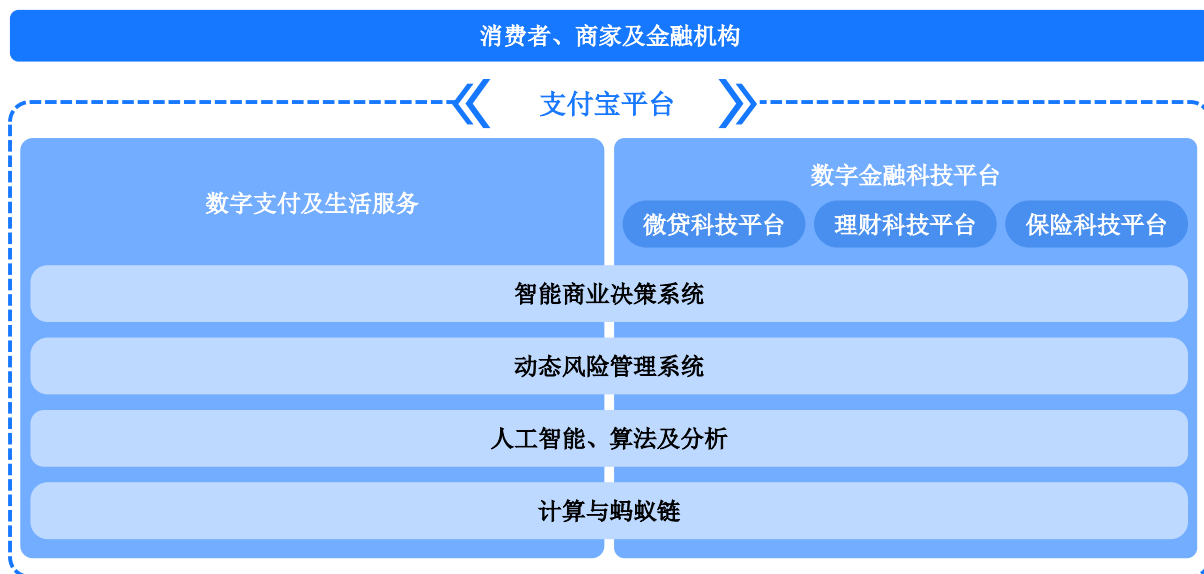 消费者、商家及金融机构
支付宝平台
数字支付及生活服务
数字金融科技平台
微贷科技平台
理财科技平台
保险科技平台
智能商业决策系统
动态风险管理系统
人工智能、算法及分析
计算与蚂蚁链